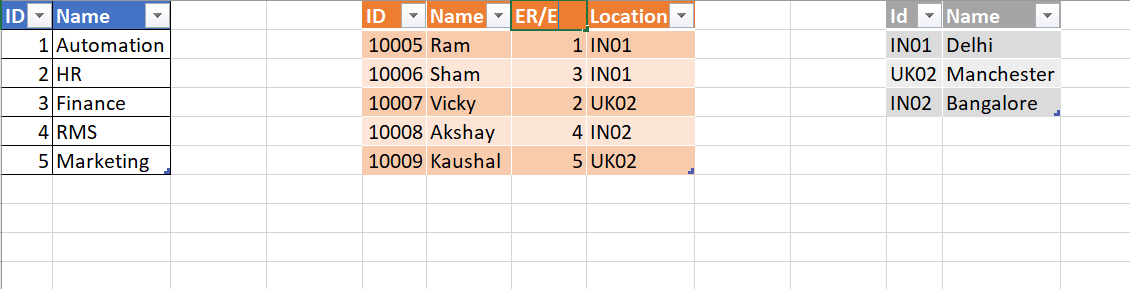 ID Name ID Name ER/E Location Id Name
1 Automation 10005 Ram 1 IN01 IN01 Delhi
2 HR 10006 Sham 3 IN01 UK02 Manchester
3 Finance 10007 Vicky 2 UK02 IN02 Bangalore
4 RMS 10008 Akshay 4 IN02
5 Marketing 10009 Kaushal 5 UK02